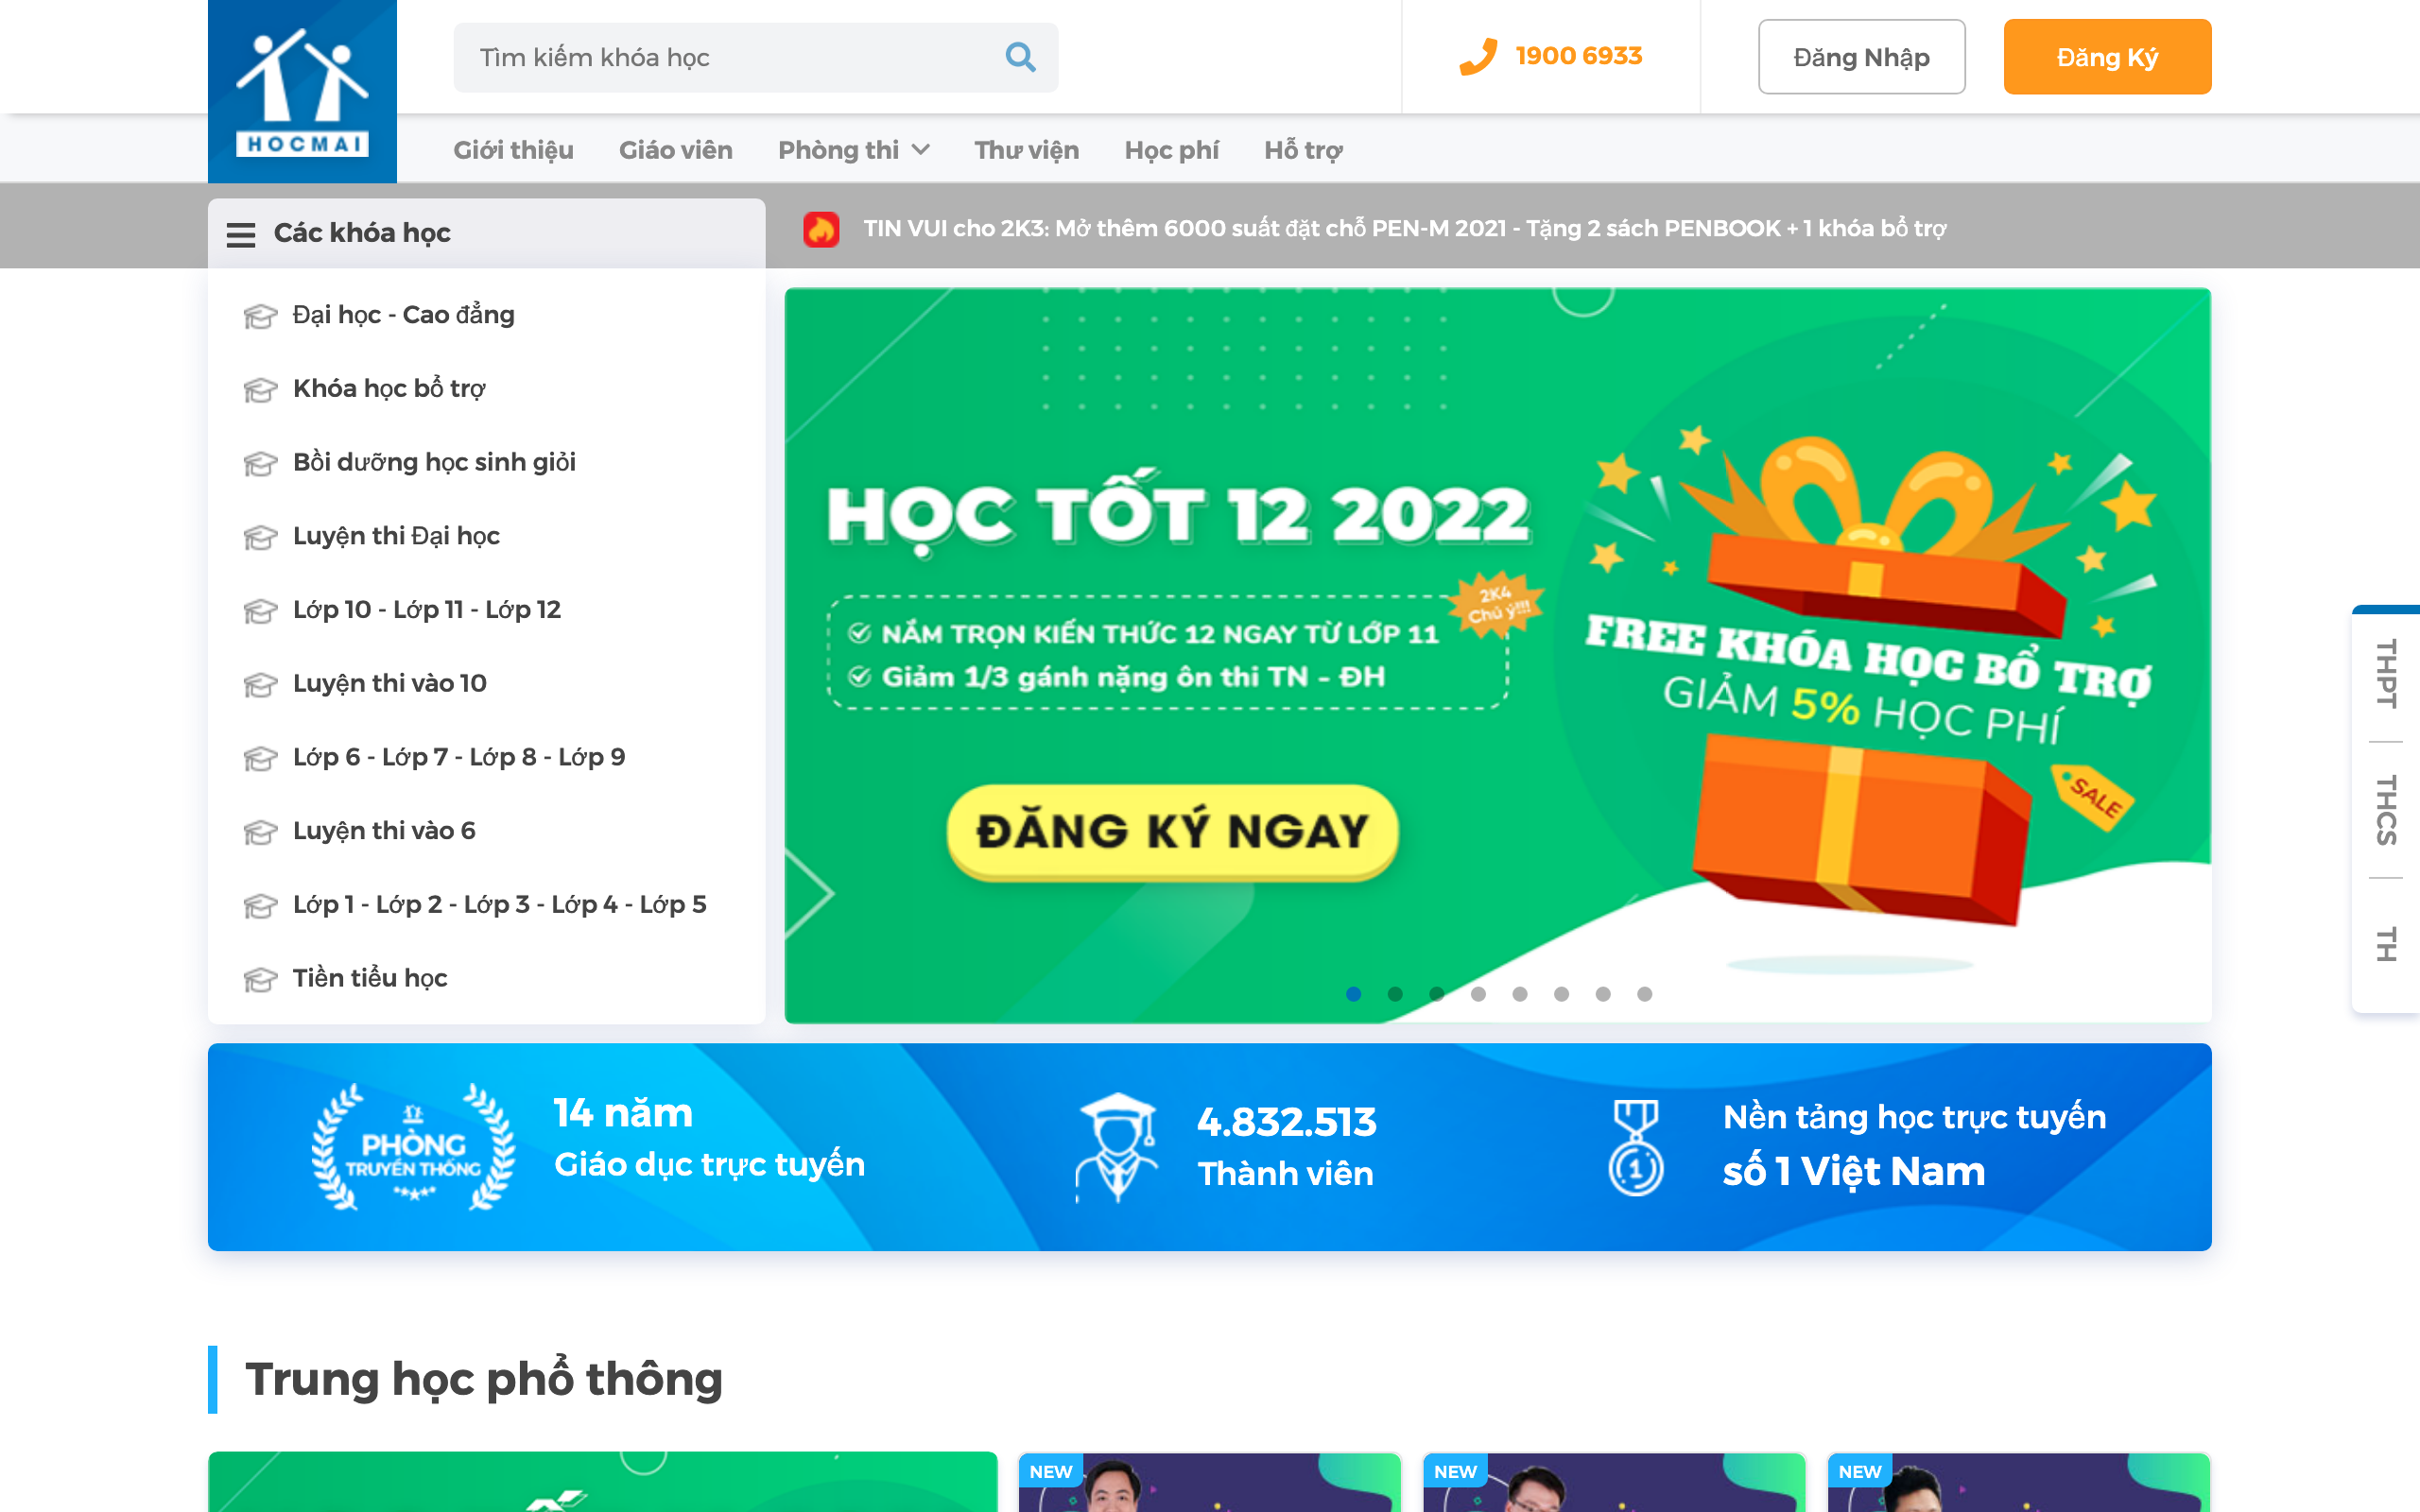 HOCMAI
Tìm kiếm khóa học
1900 6933
Đăng Nhập
Đăng Ký
Giới thiệu
Giáo viên
Phòng thi
Thư viện
Học phí
Hỗ trợ
Các khóa học
TIN VUI cho 2K3: Mở thêm 6000 suất đặt chỗ PEN-M 2021 - Tặng 2 sách PENBOOK + 1 khóa bổ trợ
Đại học - Cao đẳng
Khóa học bổ trợ
Bồi dưỡng học sinh giỏi
Luyện thi Đại học
Lớp 10 - Lớp 11 - Lớp 12
Luyện thi vào 10
Lớp 6 - Lớp 7 - Lớp 8 - Lớp 9
Luyện thi vào 6
Lớp 1 - Lớp 2 - Lớp 3 - Lớp 4 - Lớp 5
Tiền tiểu học
HỌC TỐT 12 2022
2K4
Chú ý!!!
NẮM TRỌN KIẾN THỨC 12 NGAY TỪ LỚP 11
Giảm 1/3 gánh nặng ôn thi TN - ĐH
ĐĂNG KÝ NGAY
FREE KHÓA HỌC BỔ TRỢ
GIẢM 5% HỌC PHÍ
SALE
THPT
THCS
TH
PHÒNG
TRUYỀN THỐNG
14 năm
Giáo dục trực tuyến
4.832.513
Thành viên
1
Nền tảng học trực tuyến
số 1 Việt Nam
Trung học phổ thông
NEW
NEW
NEW